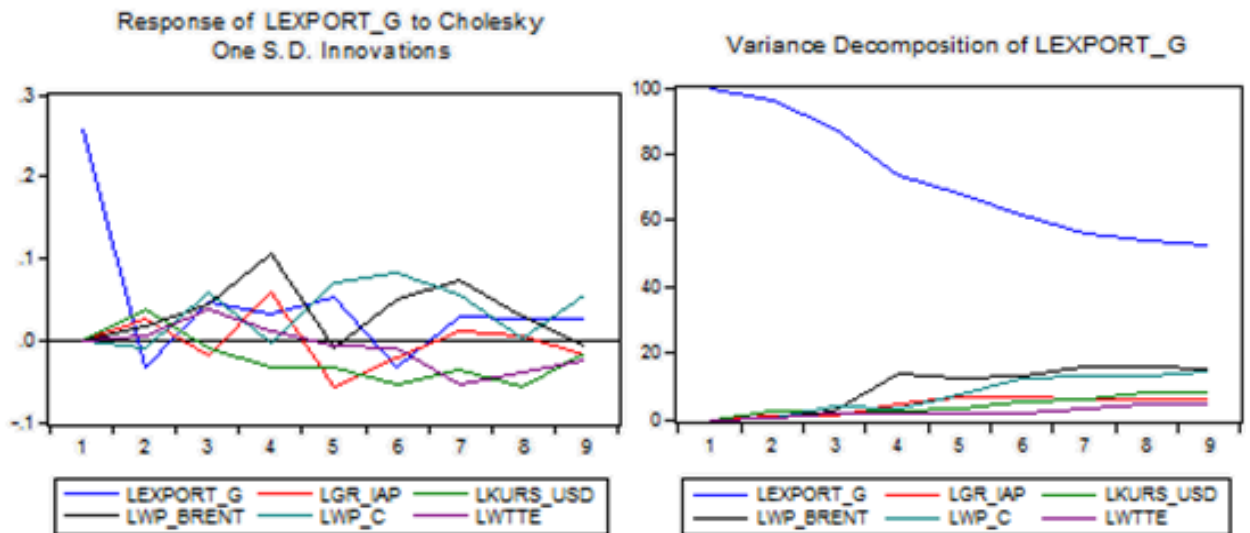 Response of LEXPORT_G to Cholesky
One S.D. Innovations
.3
.2
.1
.0
-.1
1 2 3 4 5 6 7 8 9
LEXPORT_G LGR_IAP LKURS_USD
LWP_BRENT LWP_C LWTTE
Variance Decomposition of LEXPORT_G
100
80
60
40
20
0
1 2 3 4 5 6 7 8 9
LEXPORT_G LGR_IAP LKURS_USD
LWP_BRENT LWP_C LWTTE